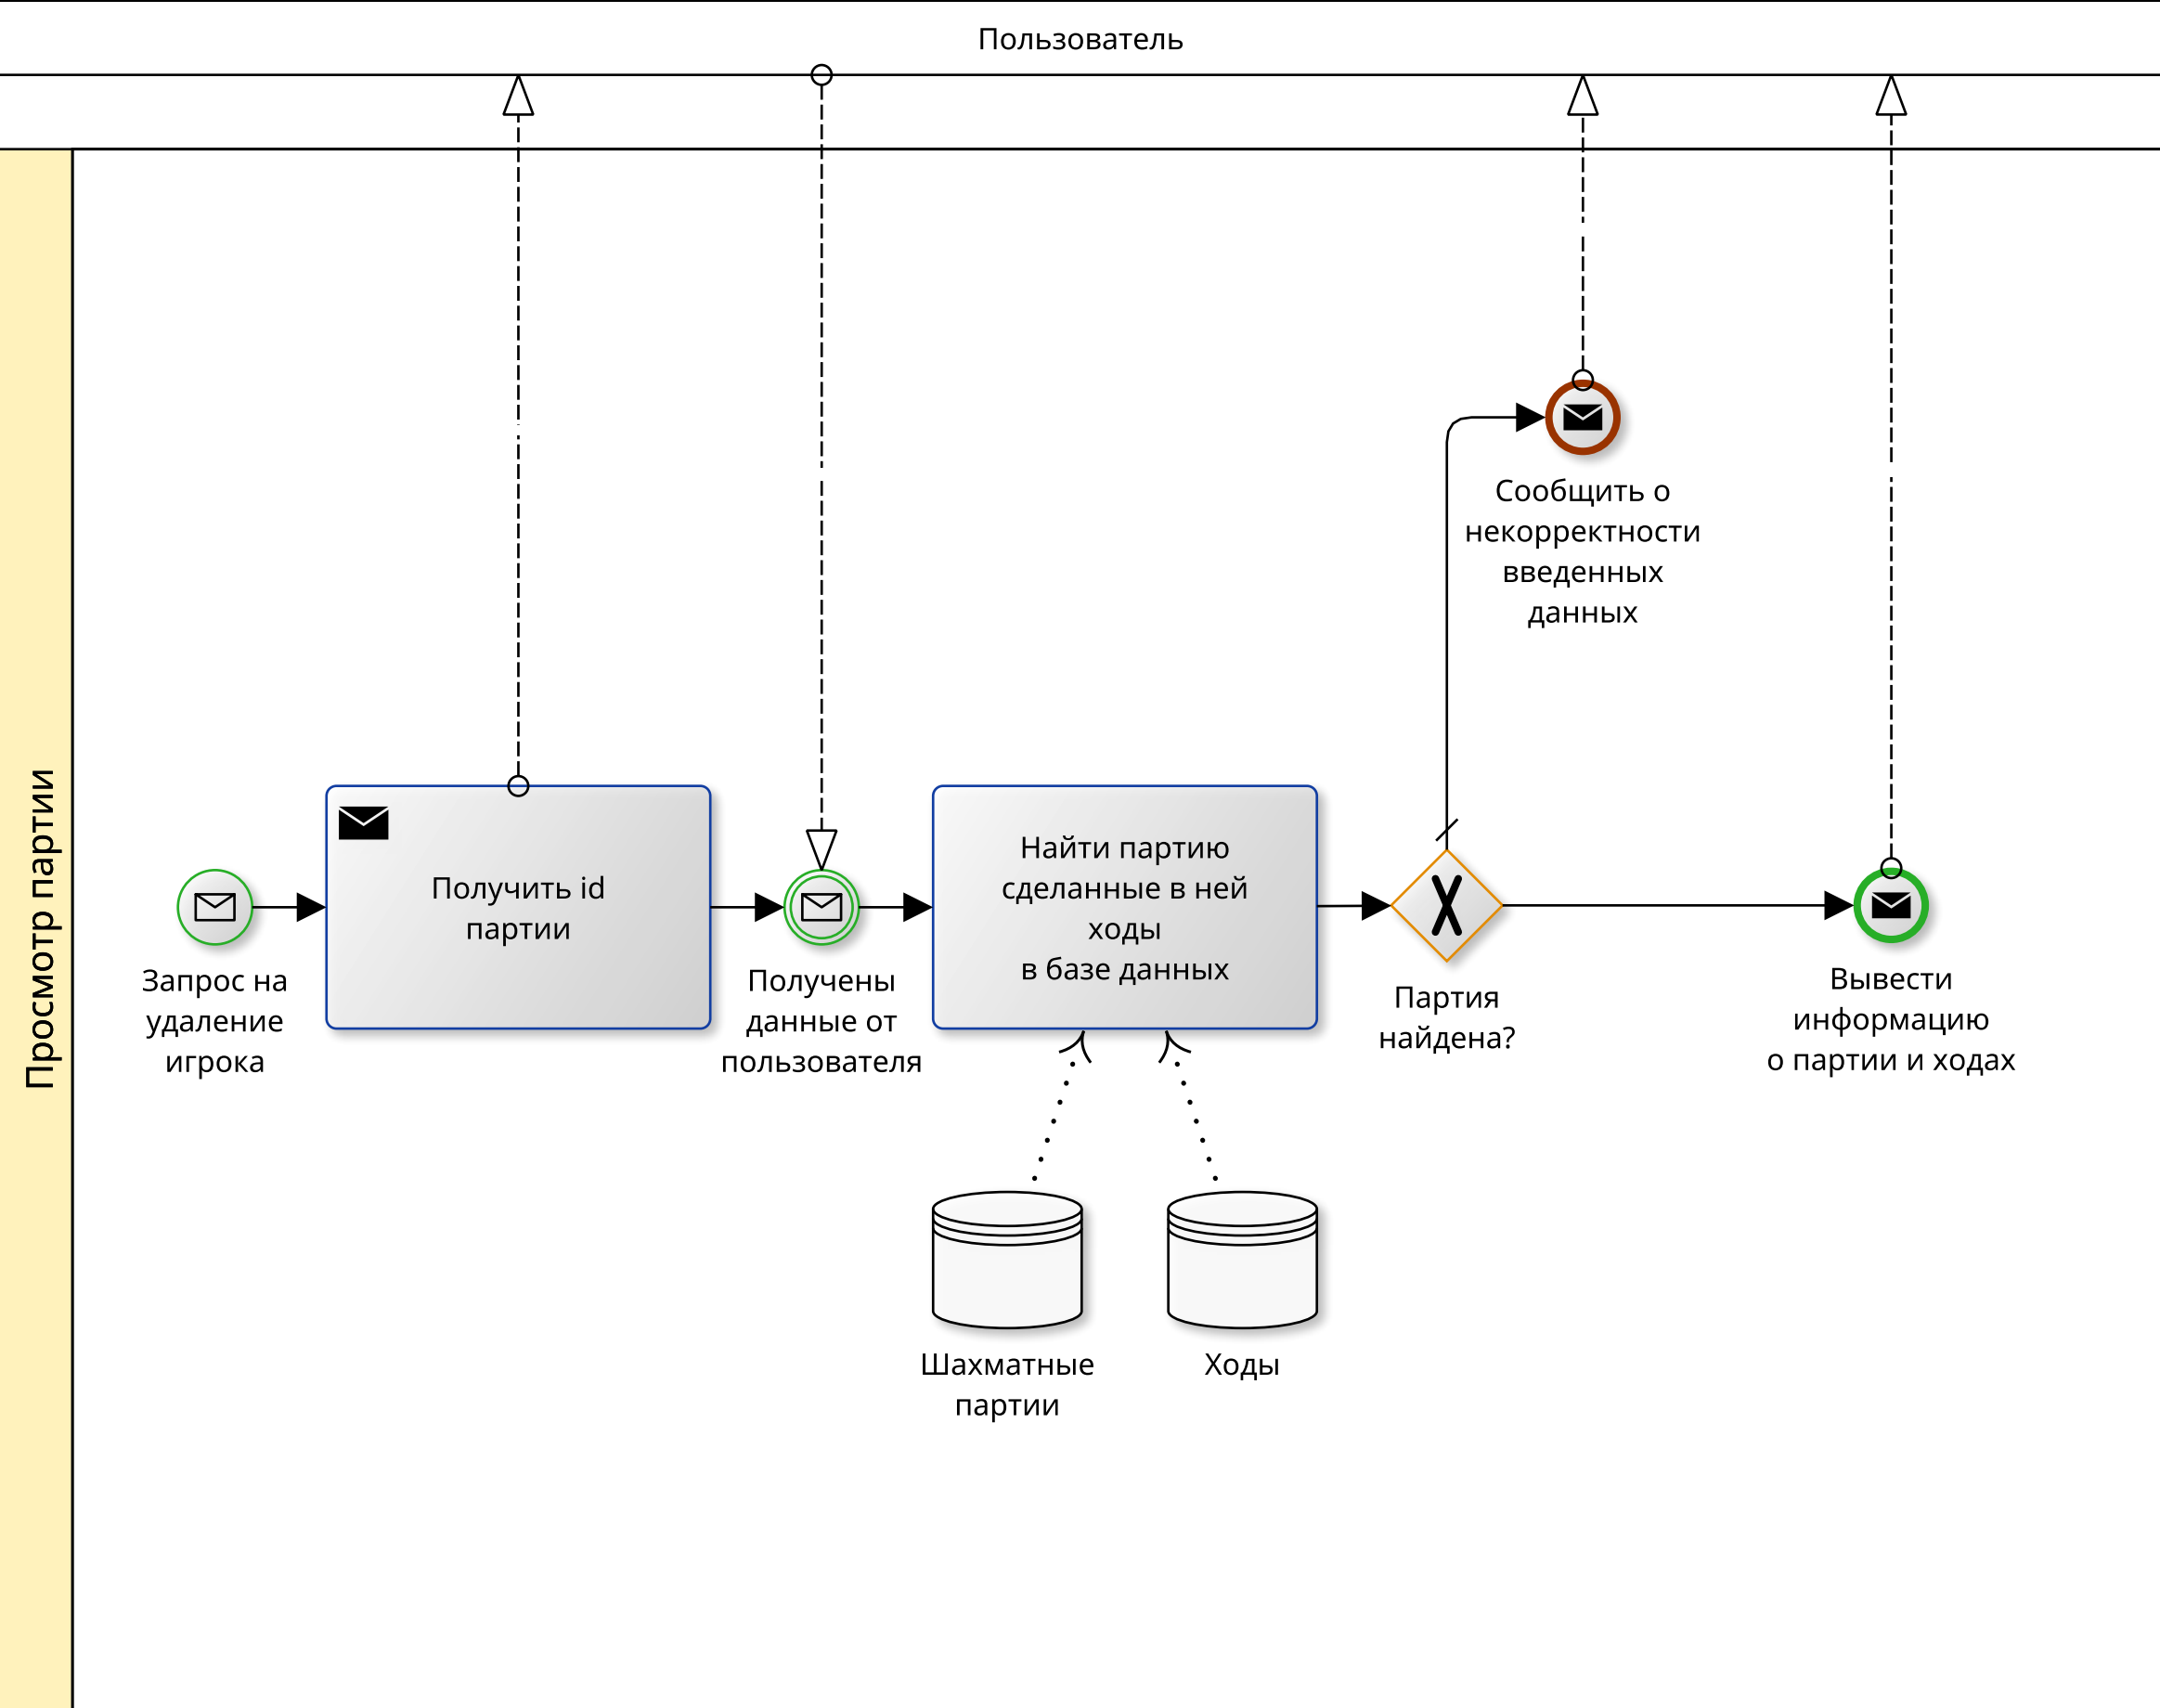 Пользователь
Просмотр партии
Сообщить о
некорректности
введенных
данных
Запрос на
удаление
игрока
Получить id
партии
Получены
данные от
пользователя
Найти партию
сделанные в ней
ходы
в базе данных
Партия
найдена?
Вывести
информацию
о партии и ходах
Шахматные
партии
Ходы